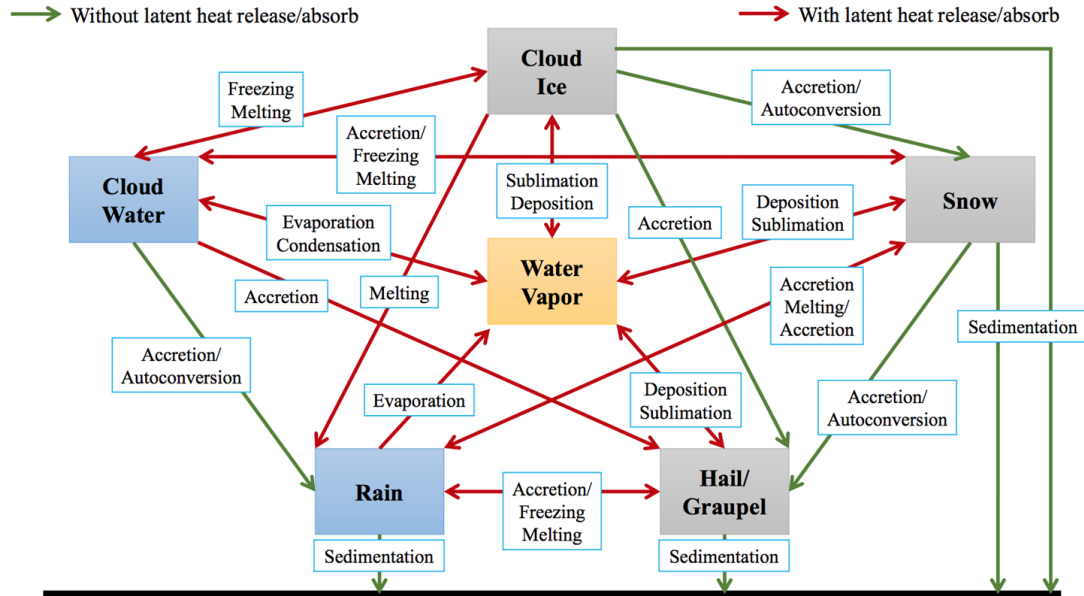 Without latent heat release/absorb
With latent heat release/absorb
Cloud
Ice
Freezing
Melting
Accretion/
Autoconversion
Accretion/
Freezing
Melting
Cloud
Water
Sublimation
Deposition
Snow
Evaporation
Condensation
Accretion
Deposition
Sublimation
Water
Vapor
Accretion
Melting
Accretion
Melting/
Accretion
Sedimentation
Accretion/
Autoconversion
Evaporation
Deposition
Sublimation
Accretion/
Autoconversion
Rain
Accretion/
Freezing
Melting
Hail/
Graupel
Sedimentation
Sedimentation